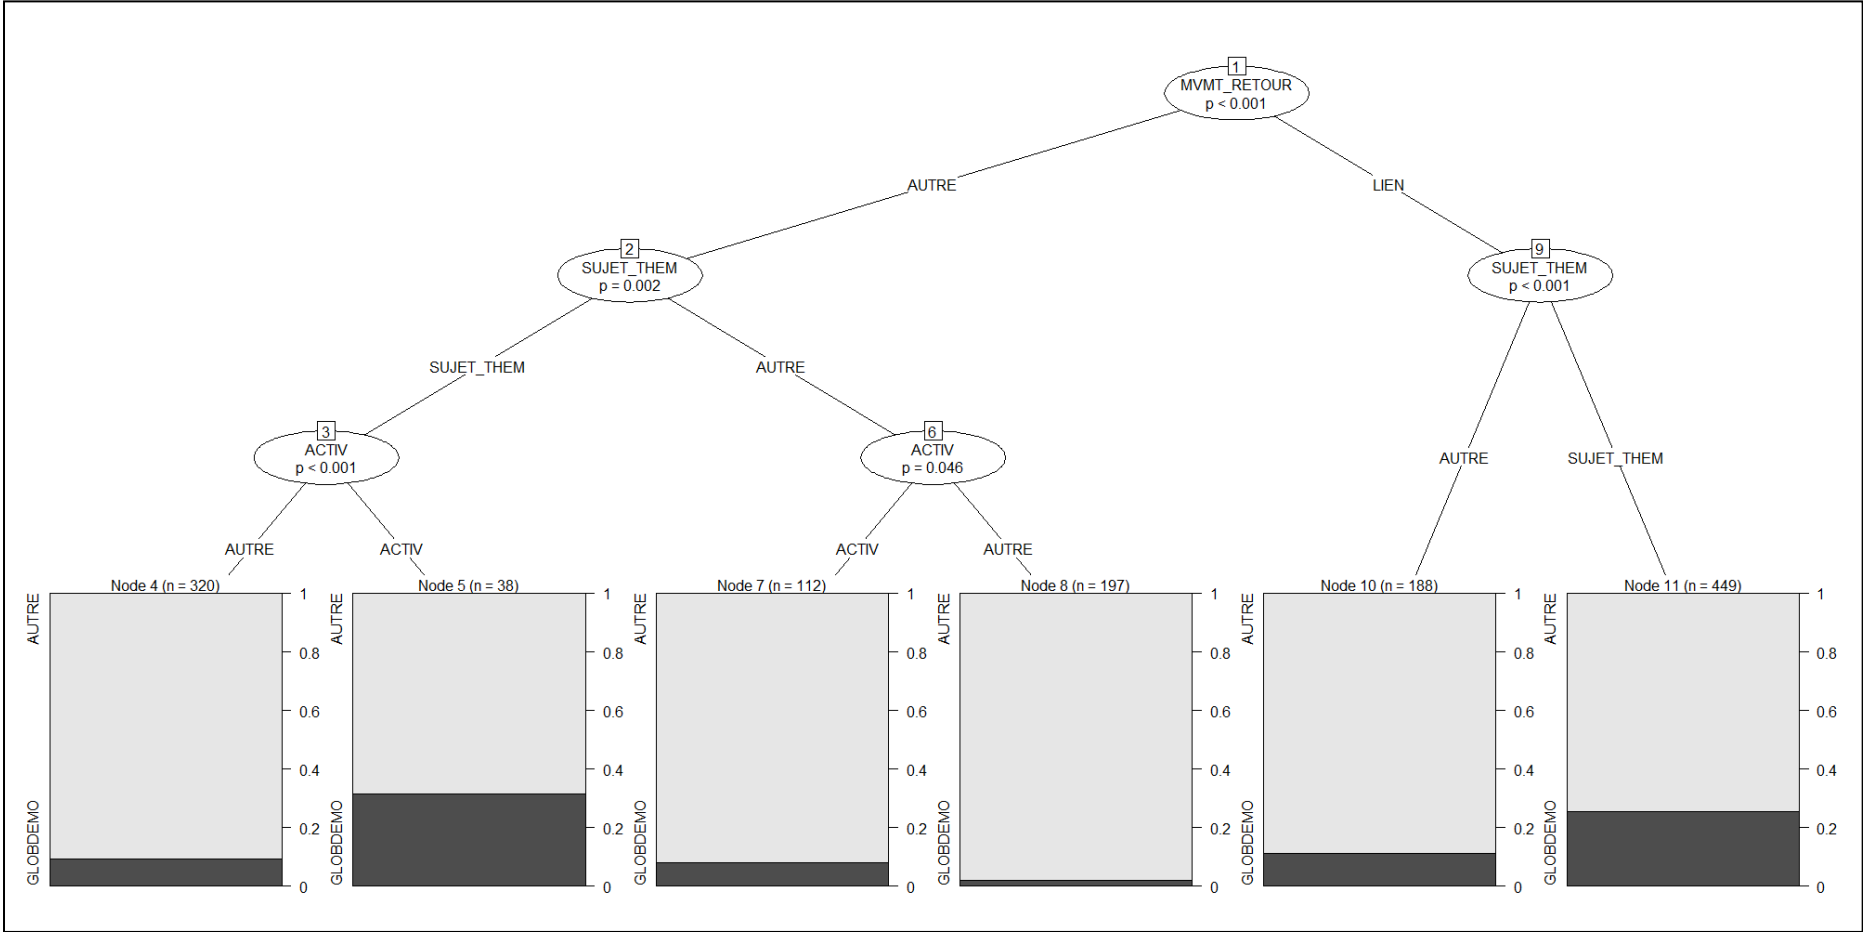 1
MVMT_RETOUR
p < 0.001
AUTRE
LIEN
2
SUJET_THEM
p = 0.002
9
SUJET_THEM
p < 0.001
SUJET_THEM
AUTRE
3
ACTIV
p < 0.001
6
ACTIV
p = 0.046
AUTRE
SUJET_THEM
AUTRE
ACTIV
ACTIV
AUTRE
Node 4 (n = 320)
AUTRE
GLOBDEMO
1
0.8
0.6
0.4
0.2
0
Node 5 (n = 38)
AUTRE
GLOBDEMO
1
0.8
0.6
0.4
0.2
0
Node 7 (n = 112)
AUTRE
GLOBDEMO
1
0.8
0.6
0.4
0.2
0
Node 8 (n = 197)
AUTRE
GLOBDEMO
1
0.8
0.6
0.4
0.2
0
Node 10 (n = 188)
AUTRE
GLOBDEMO
1
0.8
0.6
0.4
0.2
0
Node 11 (n = 449)
AUTRE
GLOBDEMO
1
0.8
0.6
0.4
0.2
0